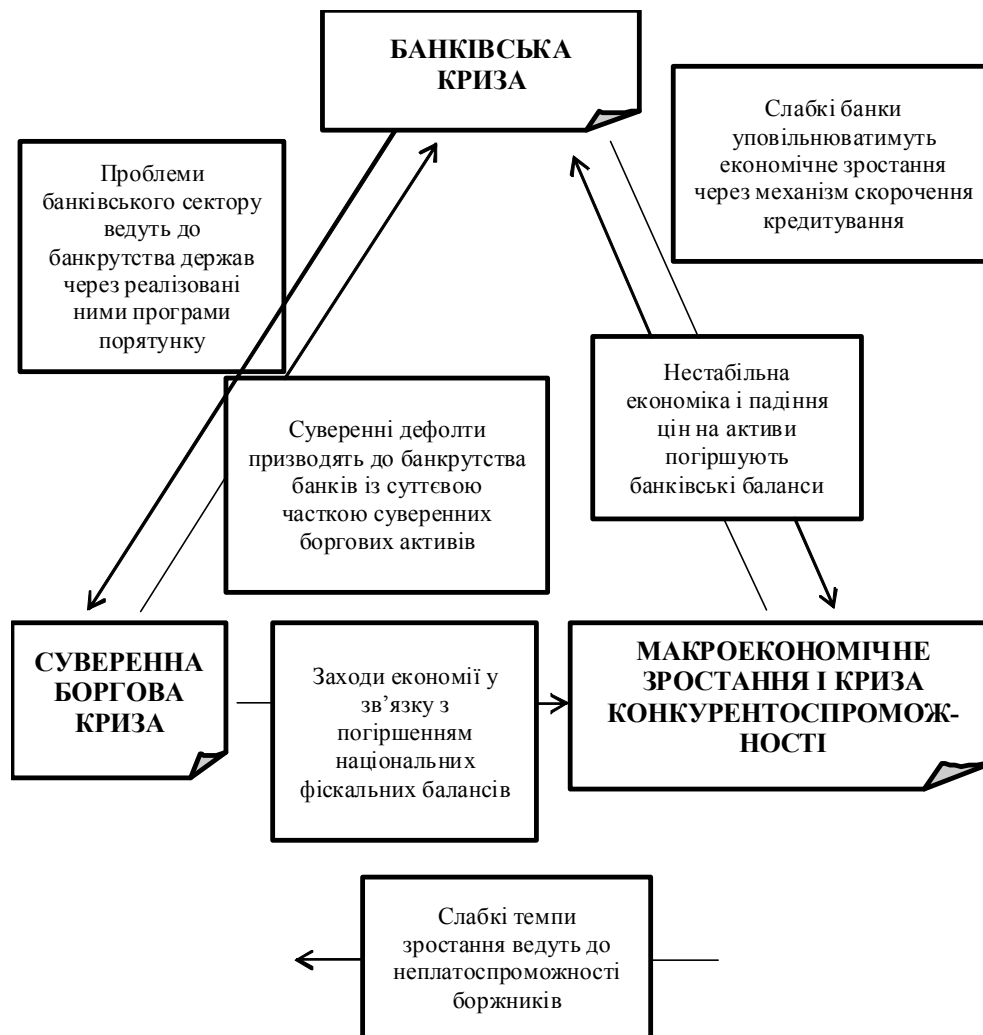 БАНКІВСЬКА
КРИЗА
Слабкі банки
уповільнюватимуть
економічне зростання
через механізм скорочення
кредитування
Проблеми
банківського сектору
ведуть до
банкрутства держав
через реалізовані
ними програми
порятунку
Нестабільна
економіка і падіння
цін на активи
погіршують
банківські баланси
Суверенні дефолти
призводять до банкрутства
банків із суттєвою
часткою суверенних
боргових активів
СУВЕРЕННА
БОРГОВА
КРИЗА
Заходи економії у
зв’язку з
погіршенням
національних
фіскальних балансів
МАКРОЕКОНОМІЧНЕ
ЗРОСТАННЯ І КРИЗА
КОНКУРЕНТОСПРОМОЖ-
НОСТІ
Слабкі темпи
зростання ведуть до
неплатоспроможності
боржників